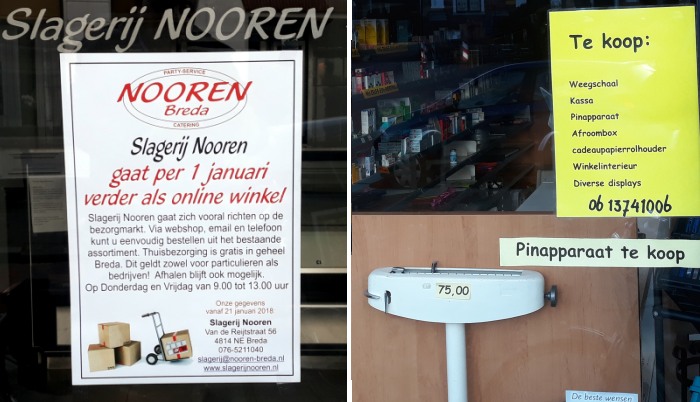 Slagerij NOOREN
PARTY-SERVICE
NOOREN
Breda
CATERING
Slagerij Nooren
gaat per 1 januari
verder als online winkel
Slagerij Nooren gaat zich vooral richten op de
bezorgmarkt. Via webshop, email en telefoon
kunt u eenvoudig bestellen uit het bestaande
assortiment. Thuisbezorging is gratis in geheel
Breda. Dit geldt zowel voor particulieren als
bedrijven! Afhalen blijft ook mogelijk.
Op Donderdag en Vrijdag van 9.00 tot 13.00 uur
Onze gegevens
vanaf 21 januari 2018
Slagerij Nooren
Van de Reijtstraat 56
4814 NE Breda
076-5211040
slagerij@nooren-breda.nl
www.slagerijnooren.nl
Te koop:
Weegschaal
Kassa
Pinapparaat
Afroombox
cadeaupapierrolhouder
Winkelinterieur
Diverse displays
06 13741006
Pinapparaat te koop
75,00
De beste wensen